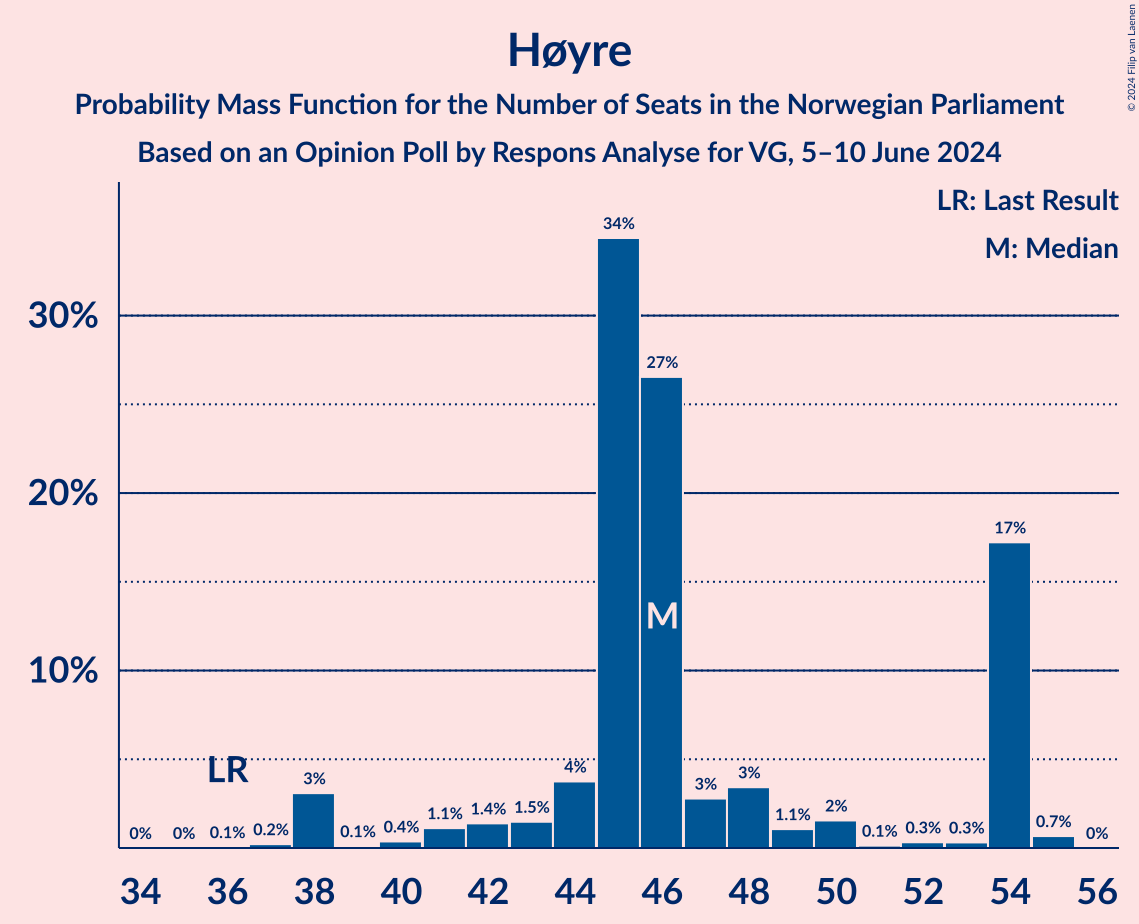 © 2024 Filip van Laenen
Høyre
Probability Mass Function for the Number of Seats in the Norwegian Parliament
Based on an Opinion Poll by Respons Analyse for VG, 5–10 June 2024
LR: Last Result
M: Median
30%
20%
10%
LR
M
0% 0% 0.1% 0.2% 3% 0.1% 0.4% 1.1% 1.4% 1.5% 4% 34% 27% 3% 3% 1.1% 2% 0.1% 0.3% 0.3% 17% 0.7% 0%
34 36 38 40 42 44 46 48 50 52 54 56